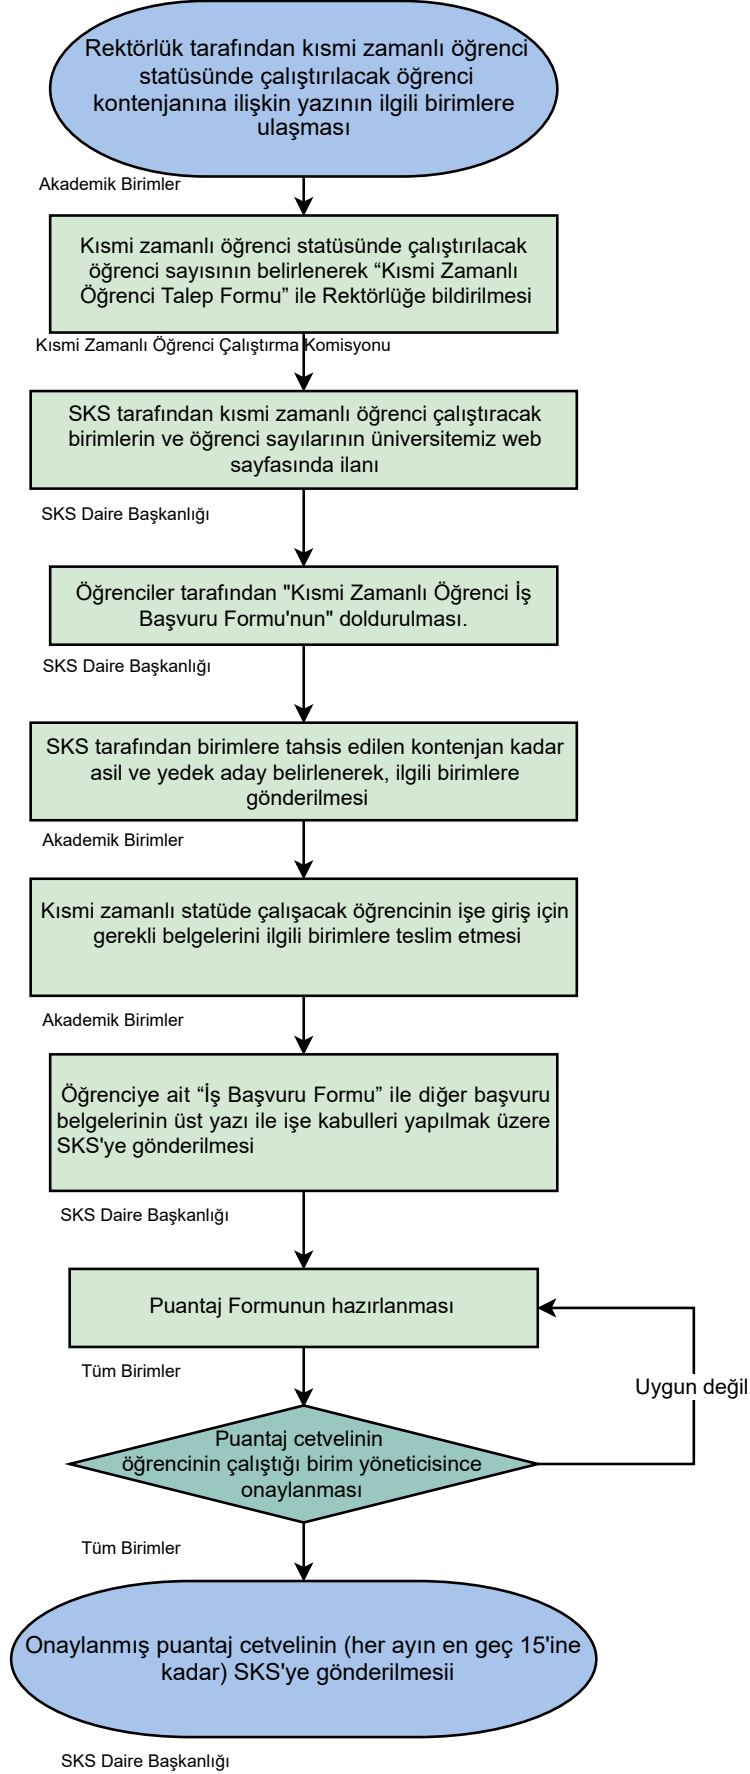 Rektörlük tarafından kısmi zamanlı öğrenci
statüsünde çalıştırılacak öğrenci
kontenjanına ilişkin yazının ilgili birimlere
ulaşması
Akademik Birimler
Kısmi zamanlı öğrenci statüsünde çalıştırılacak
öğrenci sayısının belirlenerek “Kısmi Zamanlı
Öğrenci Talep Formu” ile Rektörlüğe bildirilmesi
Kısmi Zamanlı Öğrenci Çalıştırma Komisyonu
SKS tarafından kısmi zamanlı öğrenci çalıştıracak
birimlerin ve öğrenci sayılarının üniversitemiz web
sayfasında ilanı
SKS Daire Başkanlığı
Öğrenciler tarafından "Kısmi Zamanlı Öğrenci İş
Başvuru Formu'nun" doldurulması.
SKS Daire Başkanlığı
SKS tarafından birimlere tahsis edilen kontenjan kadar
asil ve yedek aday belirlenerek, ilgili birimlere
gönderilmesi
Akademik Birimler
Kısmi zamanlı statüde çalışacak öğrencinin işe giriş için
gerekli belgelerini ilgili birimlere teslim etmesi
Akademik Birimler
Öğrenciye ait “İş Başvuru Formu” ile diğer başvuru
belgelerinin üst yazı ile işe kabulleri yapılmak üzere
SKS'ye gönderilmesi
SKS Daire Başkanlığı
Puantaj Formunun hazırlanması
Tüm Birimler
Uygun değil
Puantaj cetvelinin
öğrencinin çalıştığı birim yöneticisince
onaylanması
Tüm Birimler
Onaylanmış puantaj cetvelinin (her ayın en geç 15'ine
kadar) SKS'ye gönderilmesii
SKS Daire Başkanlığı